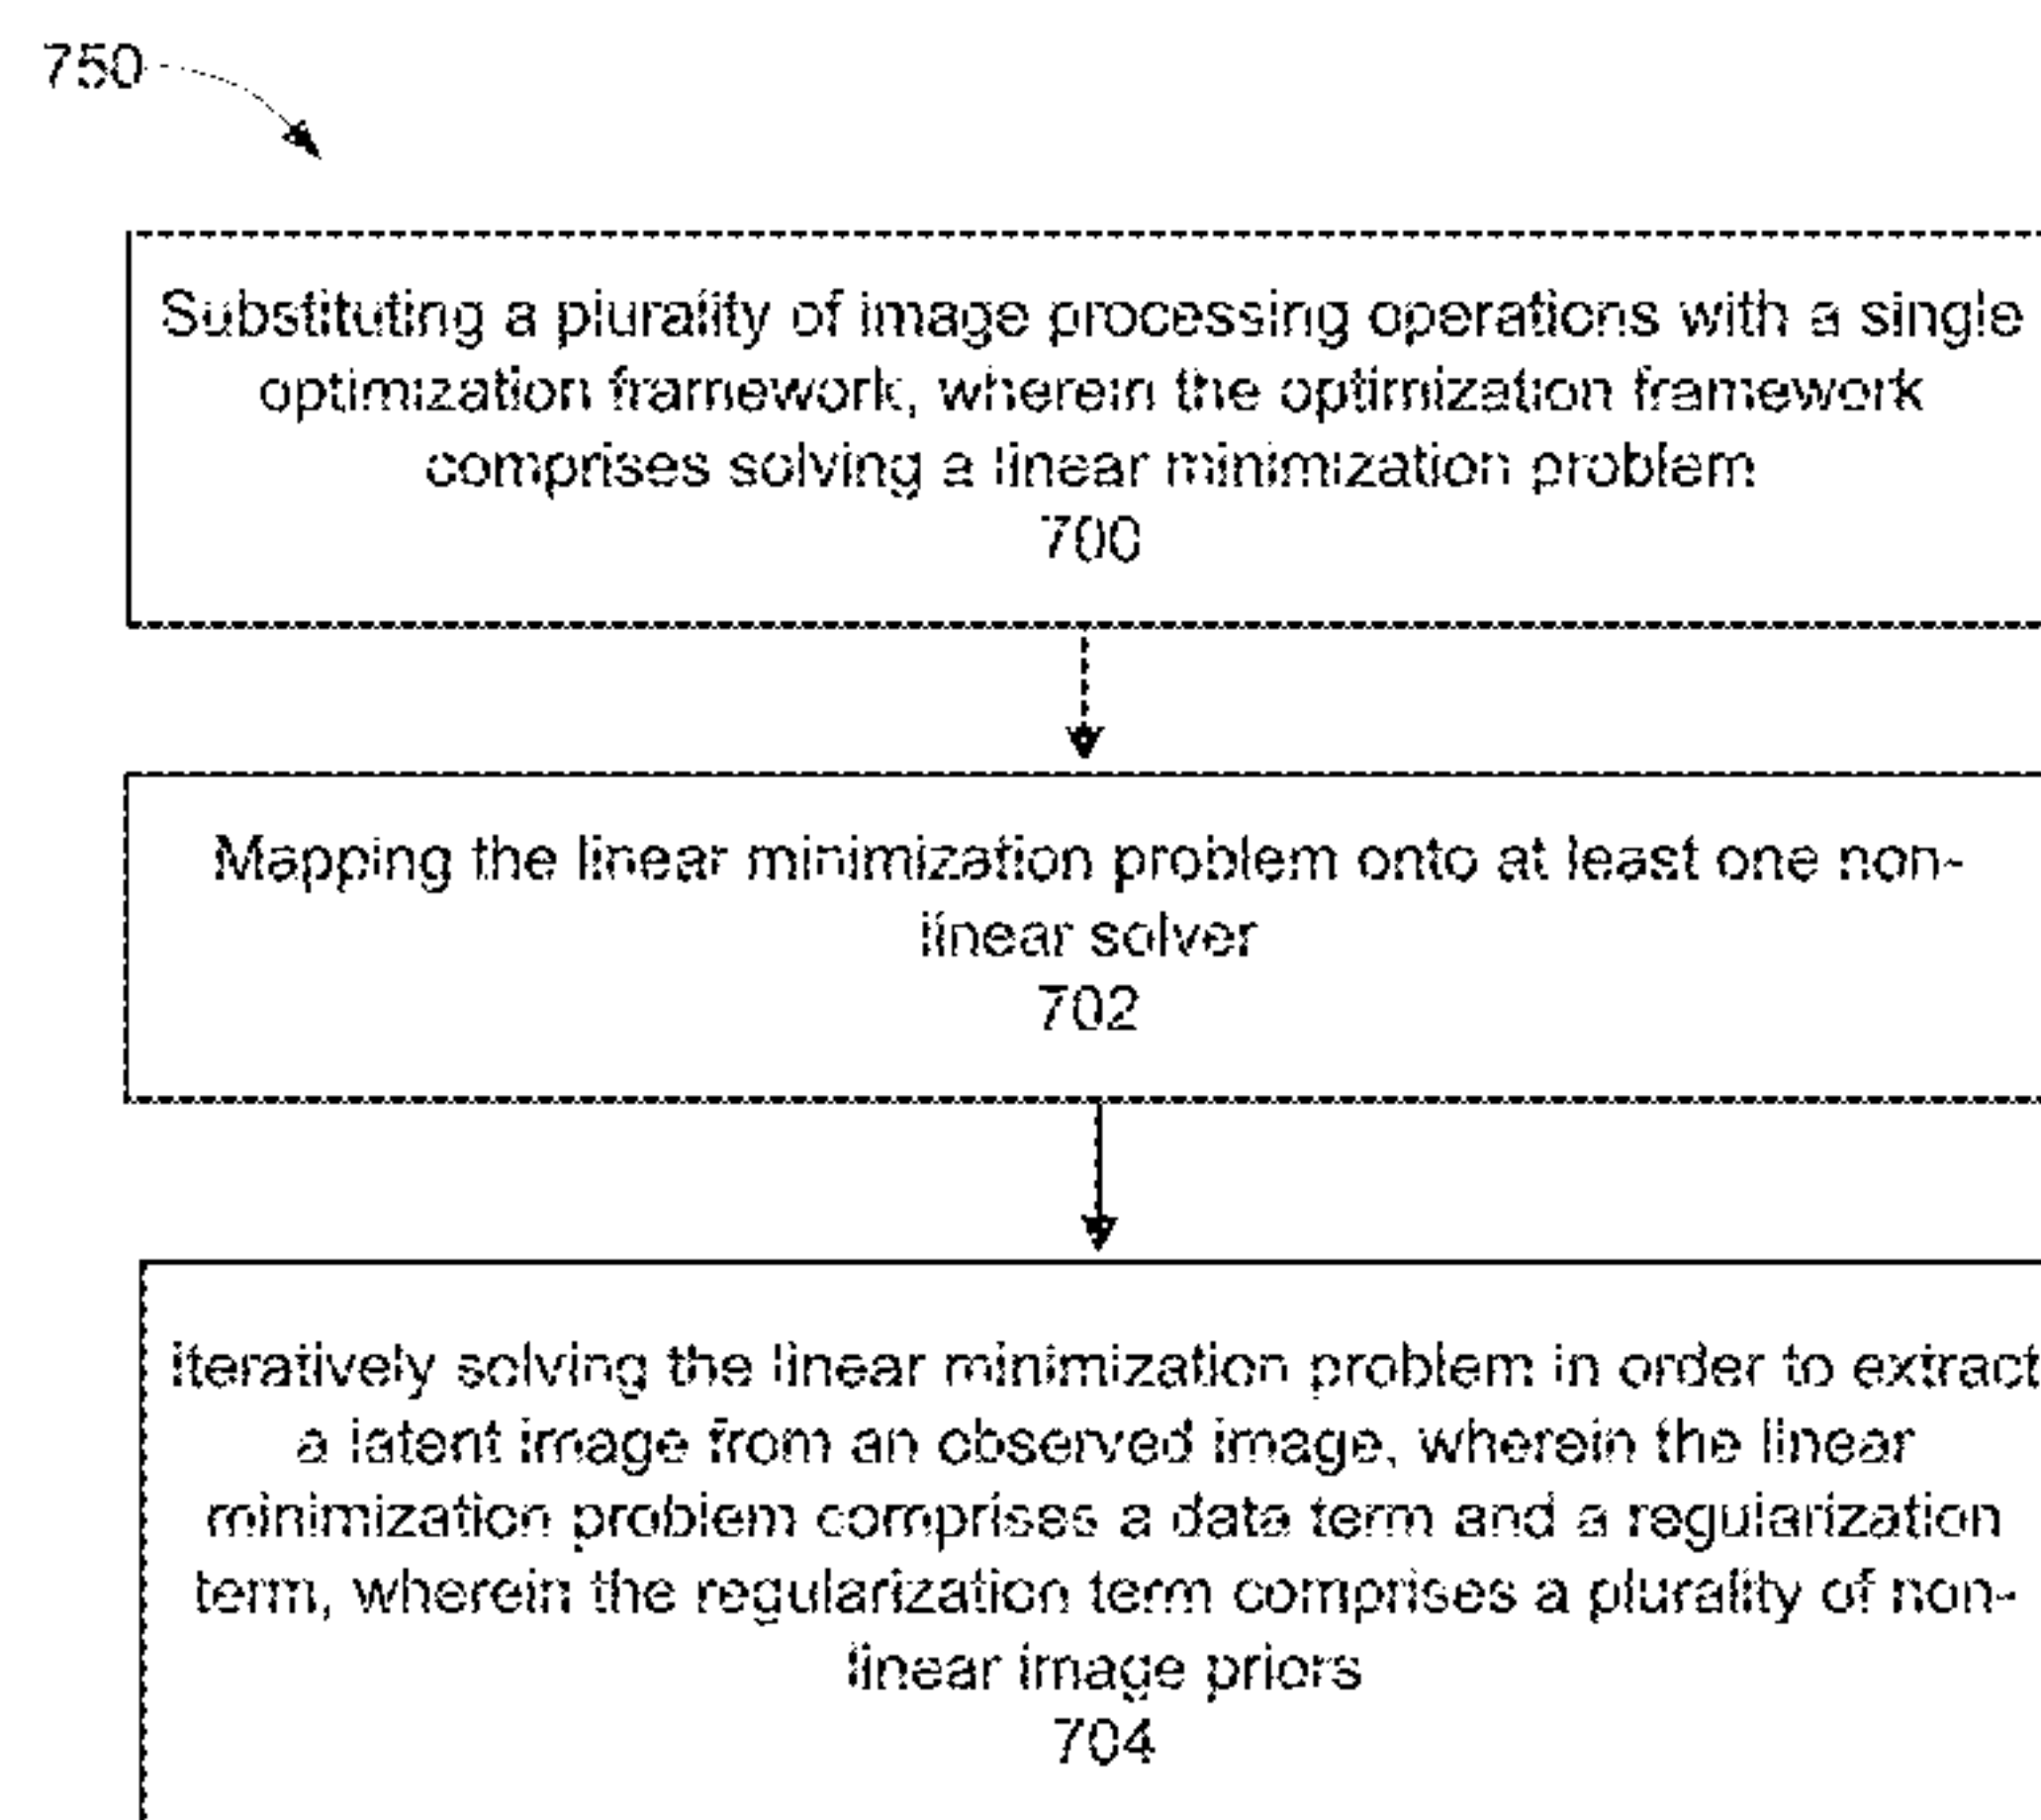 750
Substituting a plurality of image processing operations with a single
optimization framework, wherein the optimization framework
comprises solving a linear minimization problem
700
Mapping the linear minimization problem onto at least one non-
linear solver
702
iteratively solving the linear minimization problem in order to extract
a latent image from an observed image, wherein the linear
minimization problem comprises a data term and a regularization
term, wherein the regularization term comprises a plurality of non-
linear image priors
704